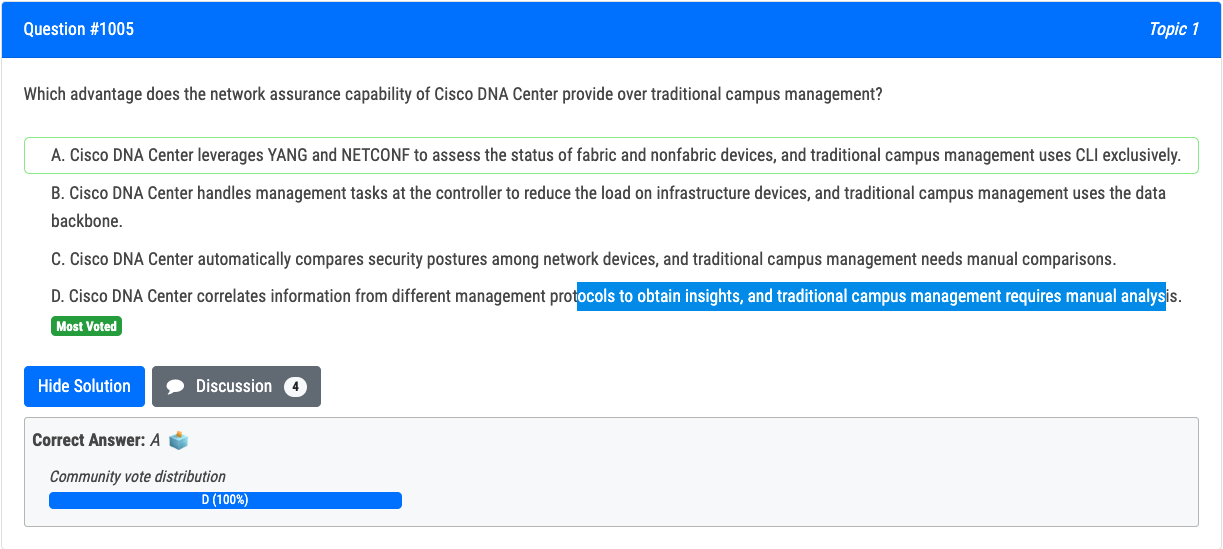 Question #1005
Topic 1
Which advantage does the network assurance capability of Cisco DNA Center provide over traditional campus management?
A. Cisco DNA Center leverages YANG and NETCONF to assess the status of fabric and nonfabric devices, and traditional campus management uses CLI exclusively.
B. Cisco DNA Center handles management tasks at the controller to reduce the load on infrastructure devices, and traditional campus management uses the data
backbone.
C. Cisco DNA Center automatically compares security postures among network devices, and traditional campus management needs manual comparisons.
D. Cisco DNA Center correlates information from different management protocols to obtain insights, and traditional campus management requires manual analysis.
Most Voted
Hide Solution
Discussion 4
Correct Answer: A
Community vote distribution
D (100%)